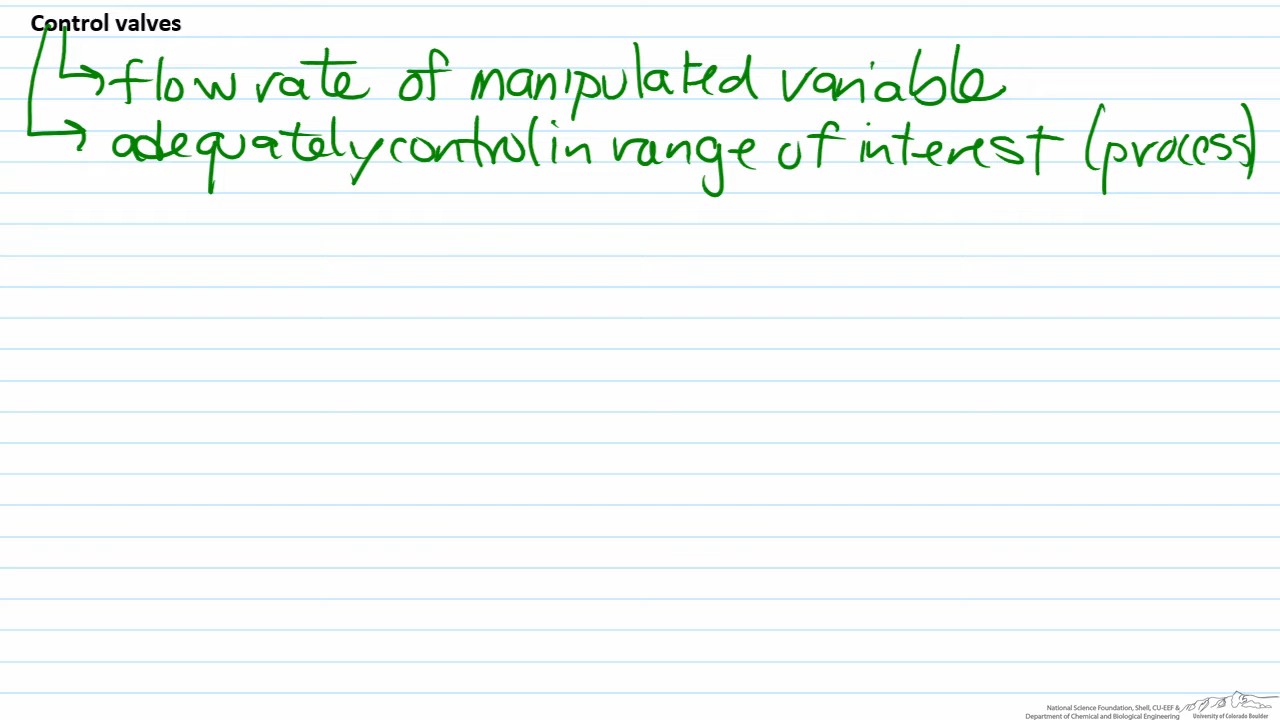 Control valves
flow rate of manipulated variable
adequately control in range of interest (process)
National Science Foundation, Shell, CU-EEF &
Department of Chemical and Biological Engineering
University of Colorado Boulder